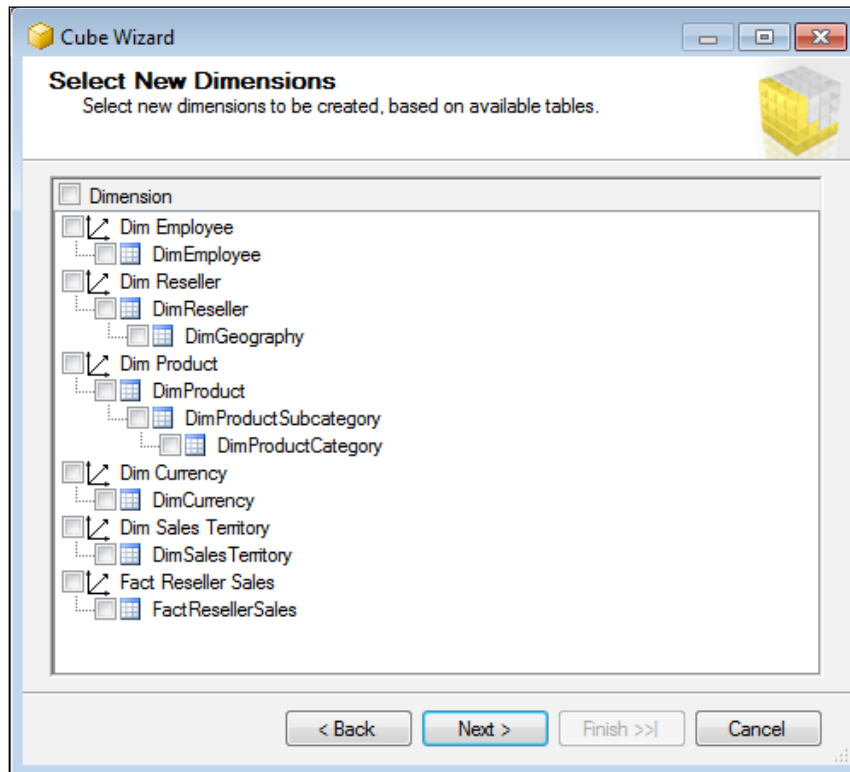 Cube Wizard
Select New Dimensions
Select new dimensions to be created, based on available tables.
Dimension
Dim Employee
DimEmployee
Dim Reseller
DimReseller
DimGeography
Dim Product
DimProduct
DimProductSubcategory
DimProductCategory
Dim Currency
DimCurrency
Dim Sales Territory
DimSalesTerritory
Fact Reseller Sales
FactResellerSales
< Back Next > Finish >>| Cancel